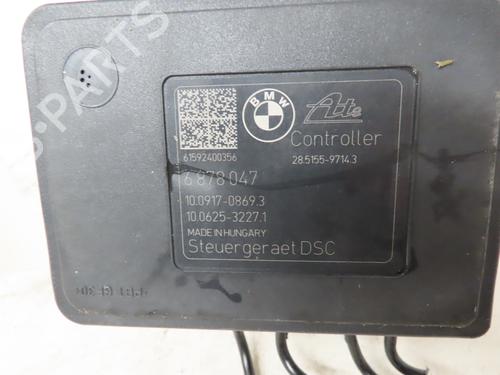 BMW
Ate
Controller
61592400356
28.5155-9714.3
6 878 047
10.0917-0869.3
10.0625-3227.1
MADE IN HUNGARY
Steuergeraet DSC